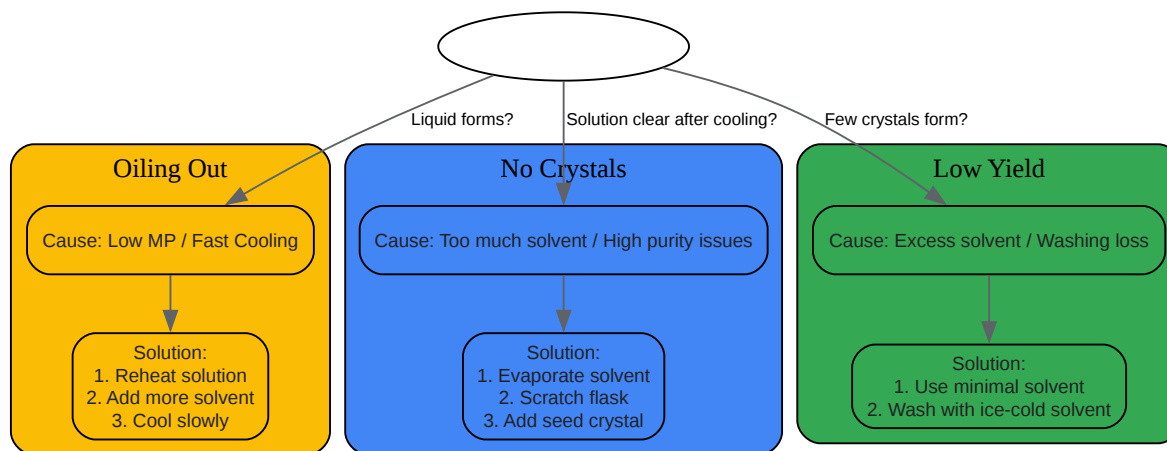 Liquid forms?
Solution clear after cooling?
Few crystals form?
Oiling Out
Cause: Low MP / Fast Cooling
Solution:
1. Reheat solution
2. Add more solvent
3. Cool slowly
No Crystals
Cause: Too much solvent / High purity issues
Solution:
1. Evaporate solvent
2. Scratch flask
3. Add seed crystal
Low Yield
Cause: Excess solvent / Washing loss
Solution:
1. Use minimal solvent
2. Wash with ice-cold solvent